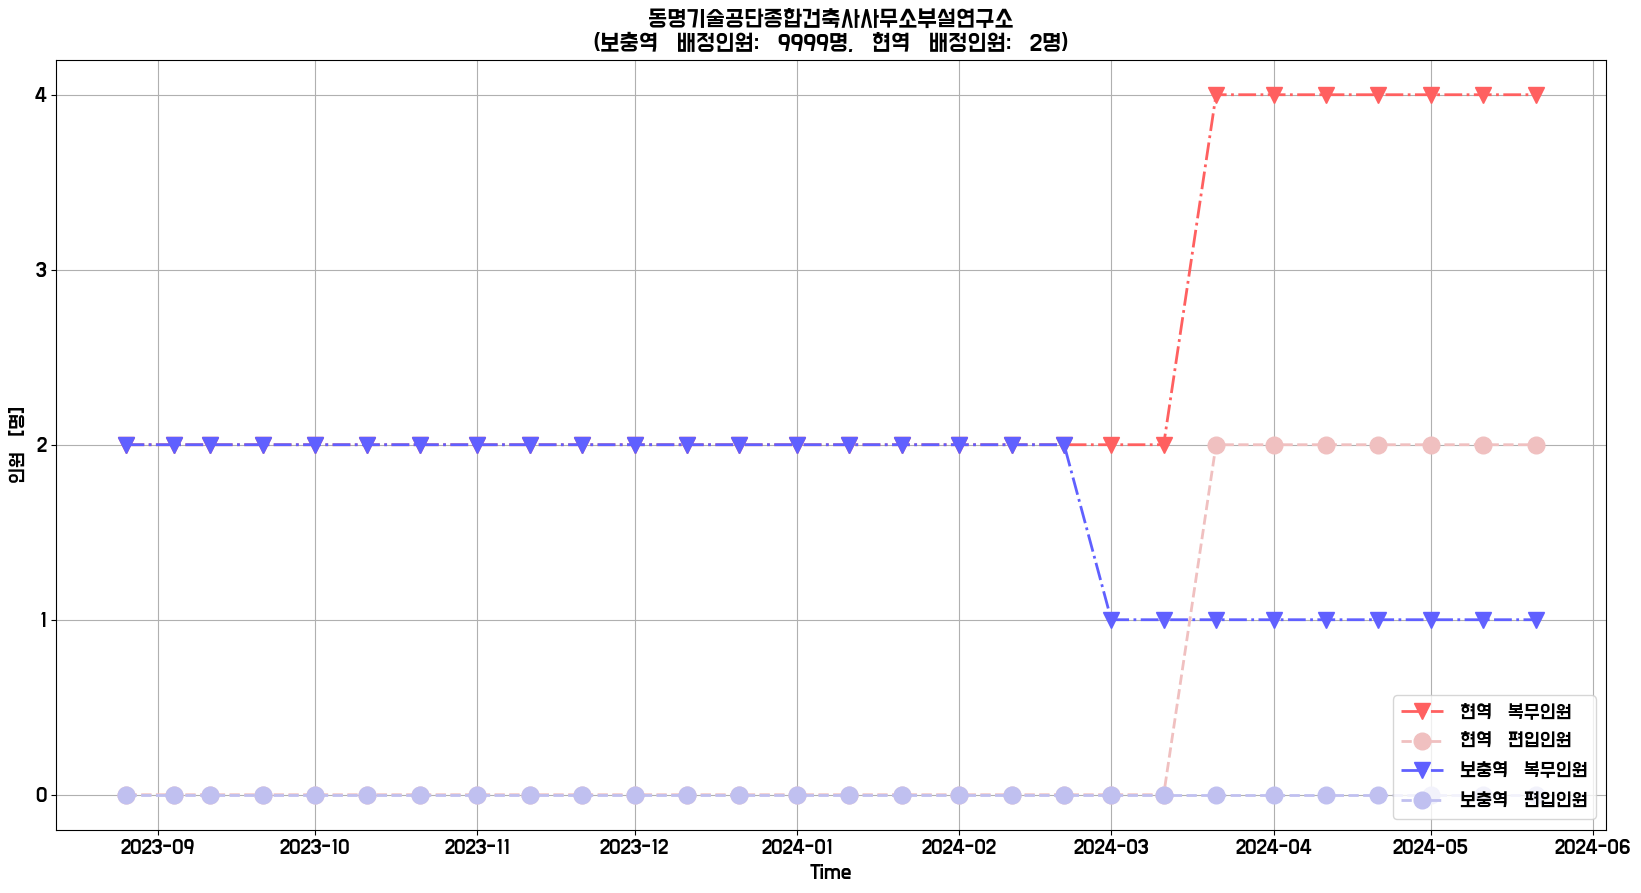 동명기술공단종합건축사사무소부설연구소
(보충역 배정인원: 9999명, 현역 배정인원: 2명)
인원 [명]
4
3
2
1
0
2023-09 2023-10 2023-11 2023-12 2024-01 2024-02 2024-03 2024-04 2024-05 2024-06
Time
현역 복무인원
현역 편입인원
보충역 복무인원
보충역 편입인원